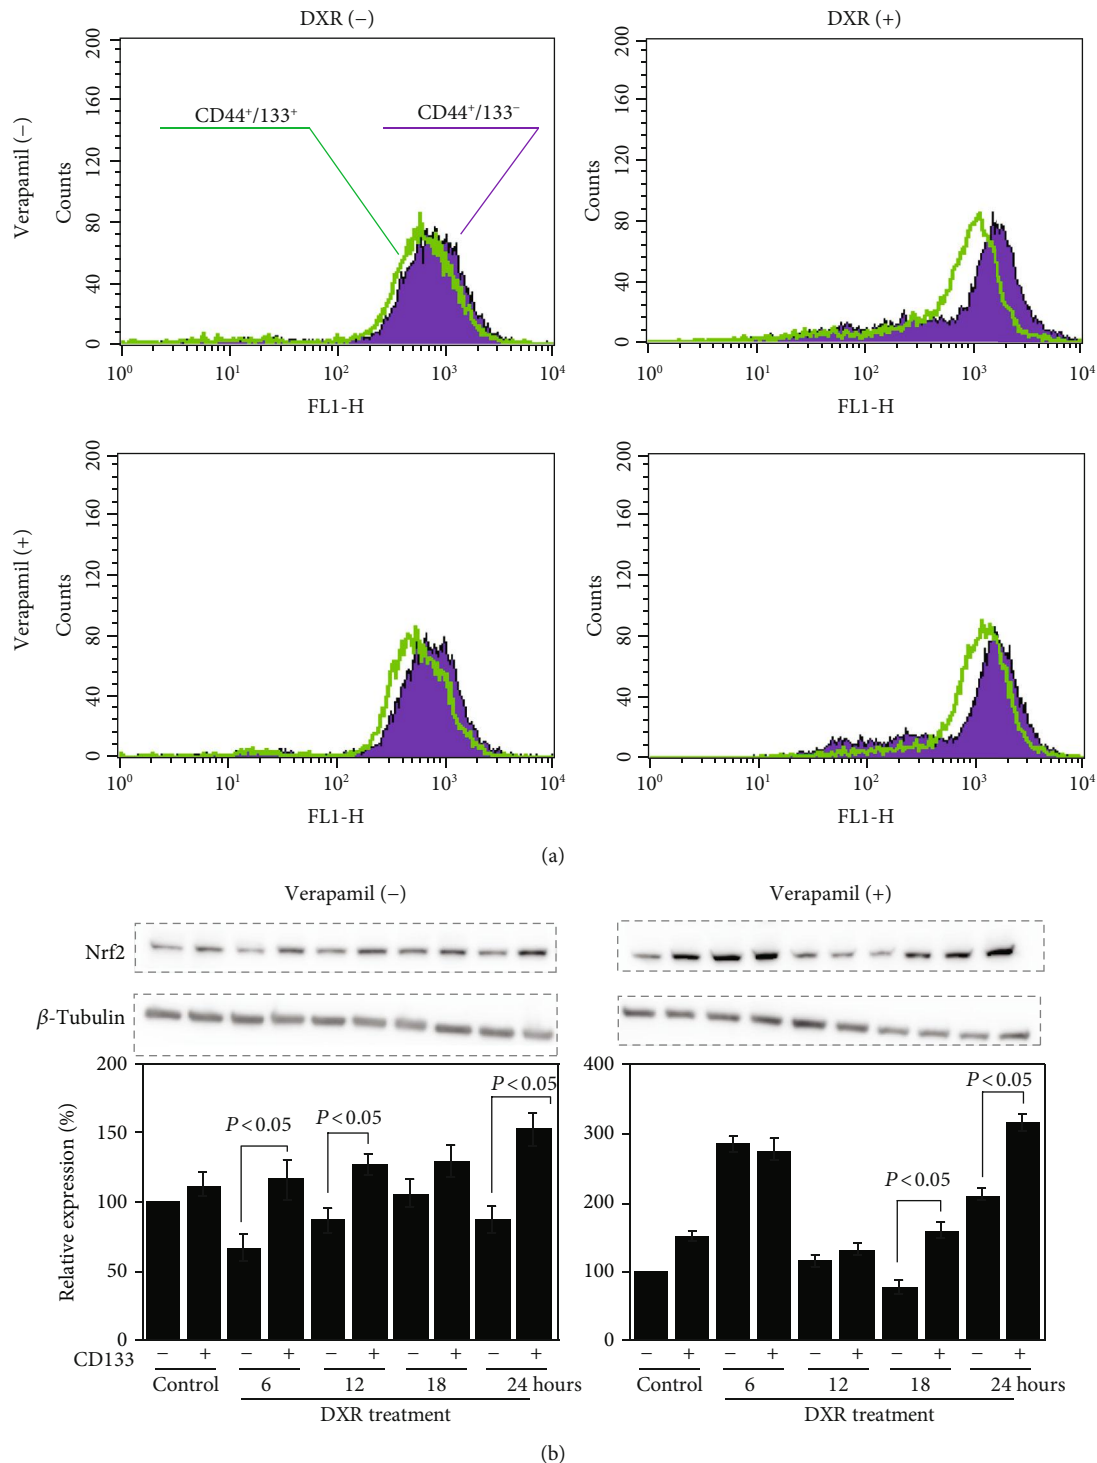 DXR (−) DXR (+)
Verapamil (−)
Counts
200
160
120
80
40
0
CD44⁺/133⁺ CD44⁺/133⁻
10⁰ 10¹ 10² 10³ 10⁴
FL1-H
Counts
200
160
120
80
40
0
10⁰ 10¹ 10² 10³ 10⁴
FL1-H
Verapamil (+)
Counts
200
160
120
80
40
0
10⁰ 10¹ 10² 10³ 10⁴
FL1-H
Counts
200
160
120
80
40
0
10⁰ 10¹ 10² 10³ 10⁴
FL1-H
(a)
Verapamil (−) Verapamil (+)
Nrf2
β-Tubulin
Relative expression (%)
200
150
100
50
0
P < 0.05
P < 0.05
P < 0.05
CD133 − + − + − + − + − +
Control 6 12 18 24 hours
DXR treatment
400
300
200
100
0
P < 0.05
P < 0.05
− + − + − + − + − +
Control 6 12 18 24 hours
DXR treatment
(b)